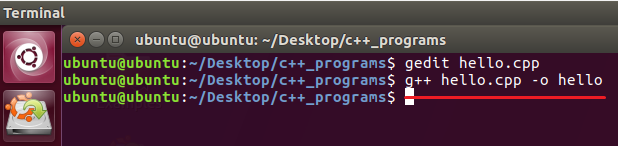 Terminal
ubuntu@ubuntu: ~/Desktop/c++_programs
ubuntu@ubuntu:~/Desktop/c++_programs$ gedit hello.cpp
ubuntu@ubuntu:~/Desktop/c++_programs$ g++ hello.cpp -o hello
ubuntu@ubuntu:~/Desktop/c++_programs$